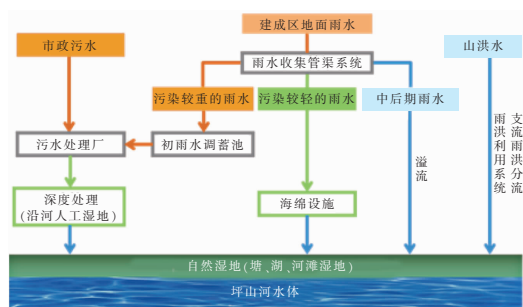 建成区地面雨水
市政污水
山洪水
雨水收集管渠系统
污染较重的雨水
污染较轻的雨水
中后期雨水
污水处理厂
初雨水调蓄池
雨洪利用系统
支流雨洪分流
溢流
深度处理
(沿河人工湿地)
海绵设施
自然湿地(塘、湖、河滩湿地)
坪山河水体